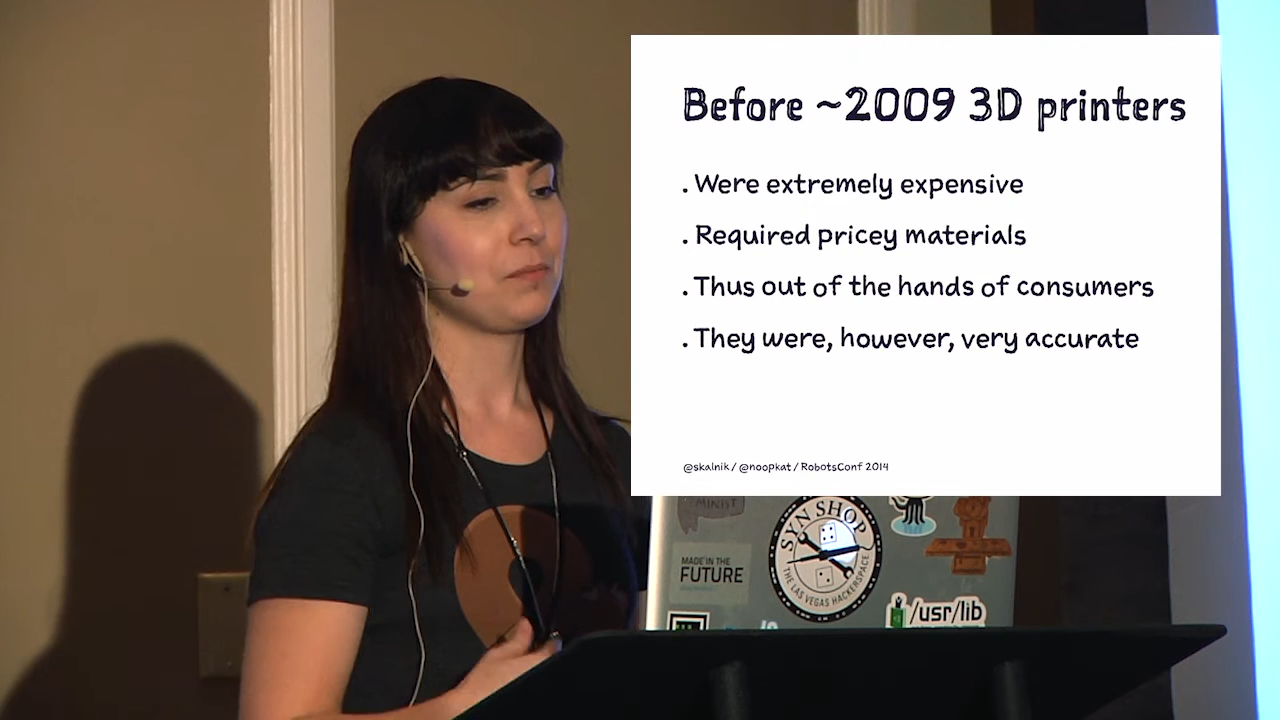 Before ~2009 3D printers
. Were extremely expensive
. Required pricey materials
. Thus out of the hands of consumers
. They were, however, very accurate
@skalnik / @noopkat / RobotsConf 2014
MINIST
SYN SHOP
THE LAS VEGAS HACKERSPACE
MADE IN THE
FUTURE
/usr/lib